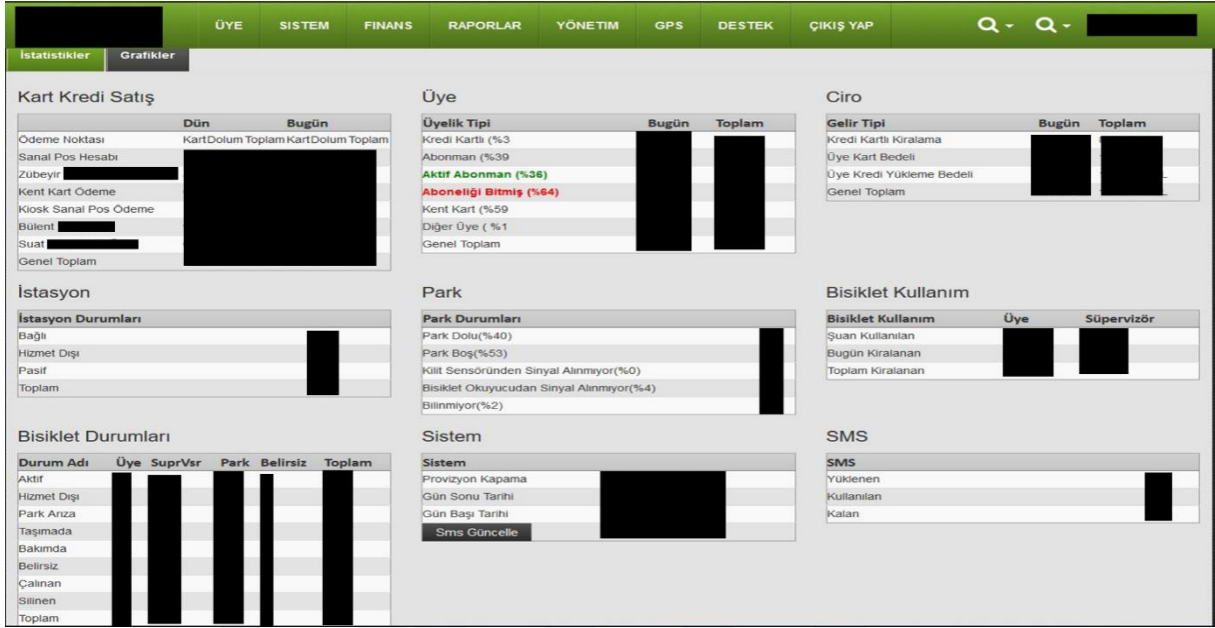 ÜYE SISTEM FINANS RAPORLAR YÖNETIM GPS DESTEK ÇIKIŞ YAP
İstatistikler Grafikler
Kart Kredi Satış
Dün Bugün
Ödeme Noktası KartDolum Toplam KartDolum Toplam
Sanal Pos Hesabı
Zübeyir
Kent Kart Ödeme
Kiosk Sanal Pos Ödeme
Bülent
Suat
Genel Toplam
Üye
Üyelik Tipi Bugün Toplam
Kredi Kartlı (%3
Abonman (%39
Aktif Abonman (%36)
Aboneliği Bitmiş (%64)
Kent Kart (%59
Diğer Üye ( %1
Genel Toplam
Ciro
Gelir Tipi Bugün Toplam
Kredi Kartlı Kiralama
Üye Kart Bedeli
Üye Kredi Yükleme Bedeli
Genel Toplam
İstasyon
İstasyon Durumları
Bağlı
Hizmet Dışı
Pasif
Toplam
Park
Park Durumları
Park Dolu(%40)
Park Boş(%53)
Kilit Sensöründen Sinyal Alınmıyor(%0)
Bisiklet Okuyucudan Sinyal Alınmıyor(%4)
Bilinmiyor(%2)
Bisiklet Kullanım
Bisiklet Kullanım Üye Süpervizör
Şuan Kullanılan
Bugün Kiralanan
Toplam Kiralanan
Bisiklet Durumları
Durum Adı Üye SuprVsr Park Belirsiz Toplam
Aktif
Hizmet Dışı
Park Arıza
Taşımada
Bakımda
Belirsiz
Çalınan
Silinen
Toplam
Sistem
Sistem
Provizyon Kapama
Gün Sonu Tarihi
Gün Başı Tarihi
Sms Güncelle
SMS
SMS
Yüklenen
Kullanılan
Kalan